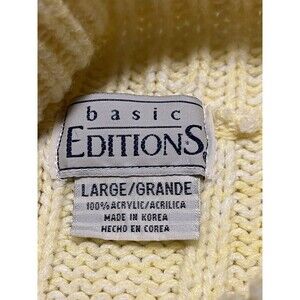 basic
EDITIONS
LARGE/GRANDE
100% ACRYLIC/ACRILICA
MADE IN KOREA
HECHO EN COREA